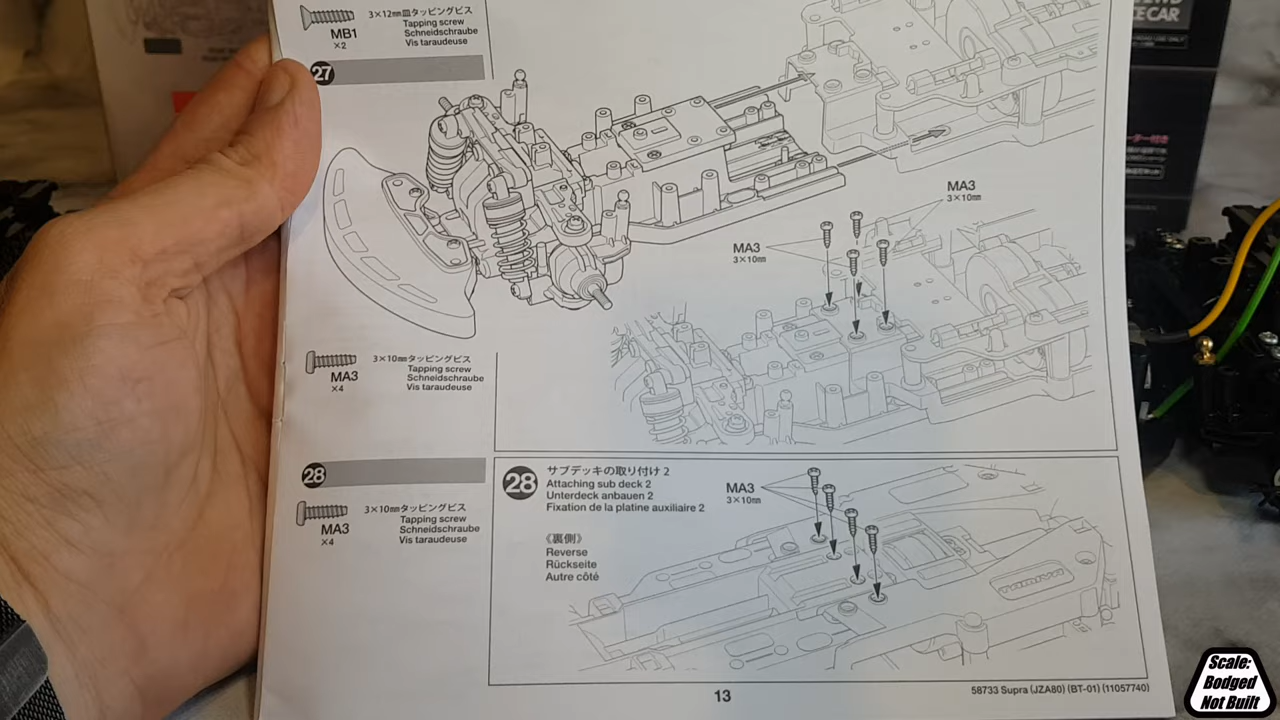 3×12㎜皿タッピングビス
Tapping screw
Schneidschraube
Vis taraudeuse
MB1
×2
27
MA3
3×10㎜
MA3
3×10㎜
3×10㎜タッピングビス
Tapping screw
Schneidschraube
Vis taraudeuse
MA3
×4
28
3×10㎜タッピングビス
Tapping screw
Schneidschraube
Vis taraudeuse
MA3
×4
28
サブデッキの取り付け 2
Attaching sub deck 2
Unterdeck anbauen 2
Fixation de la platine auxiliaire 2
MA3
3×10㎜
《裏側》
Reverse
Rückseite
Autre côté
13
58733 Supra (JZA80) (BT-01) (11057740)
CE CAR
Scale:
Bodged
Not Built